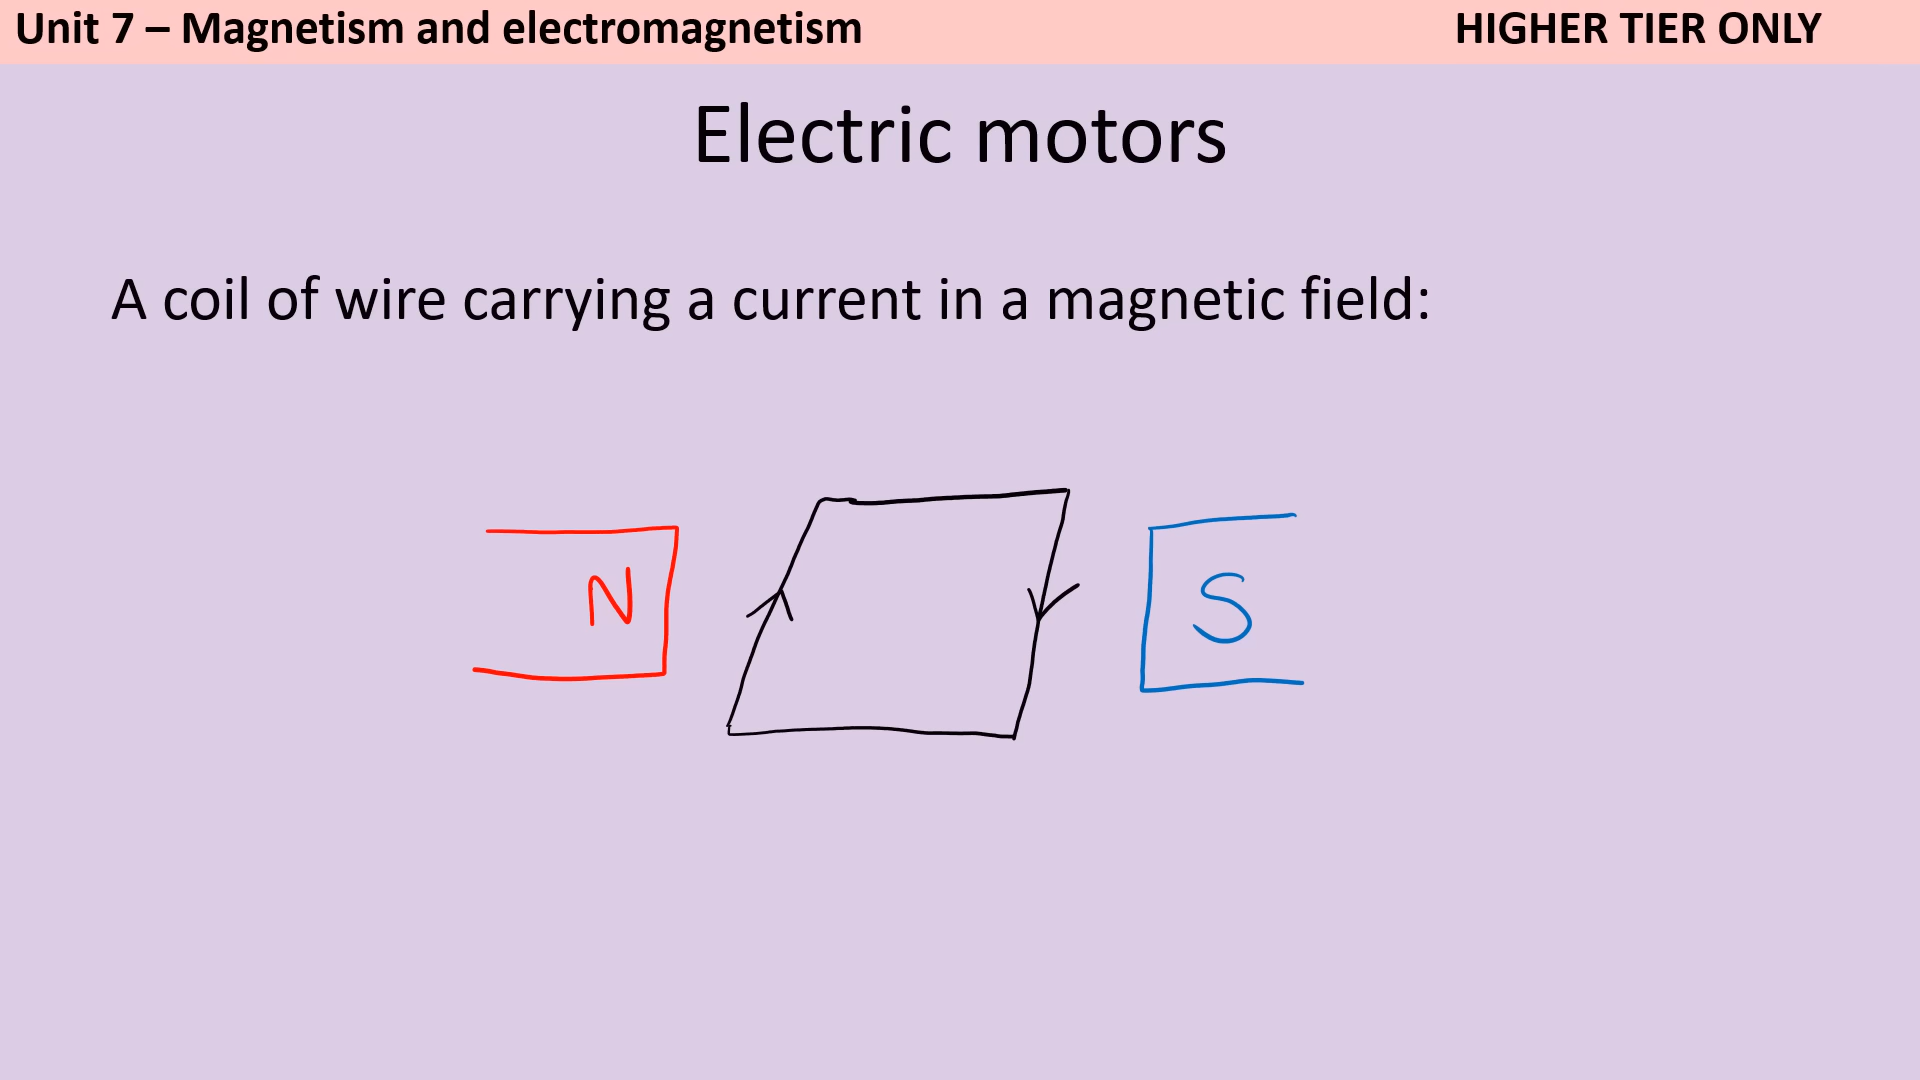 Unit 7 – Magnetism and electromagnetism HIGHER TIER ONLY
Electric motors
A coil of wire carrying a current in a magnetic field:
N S